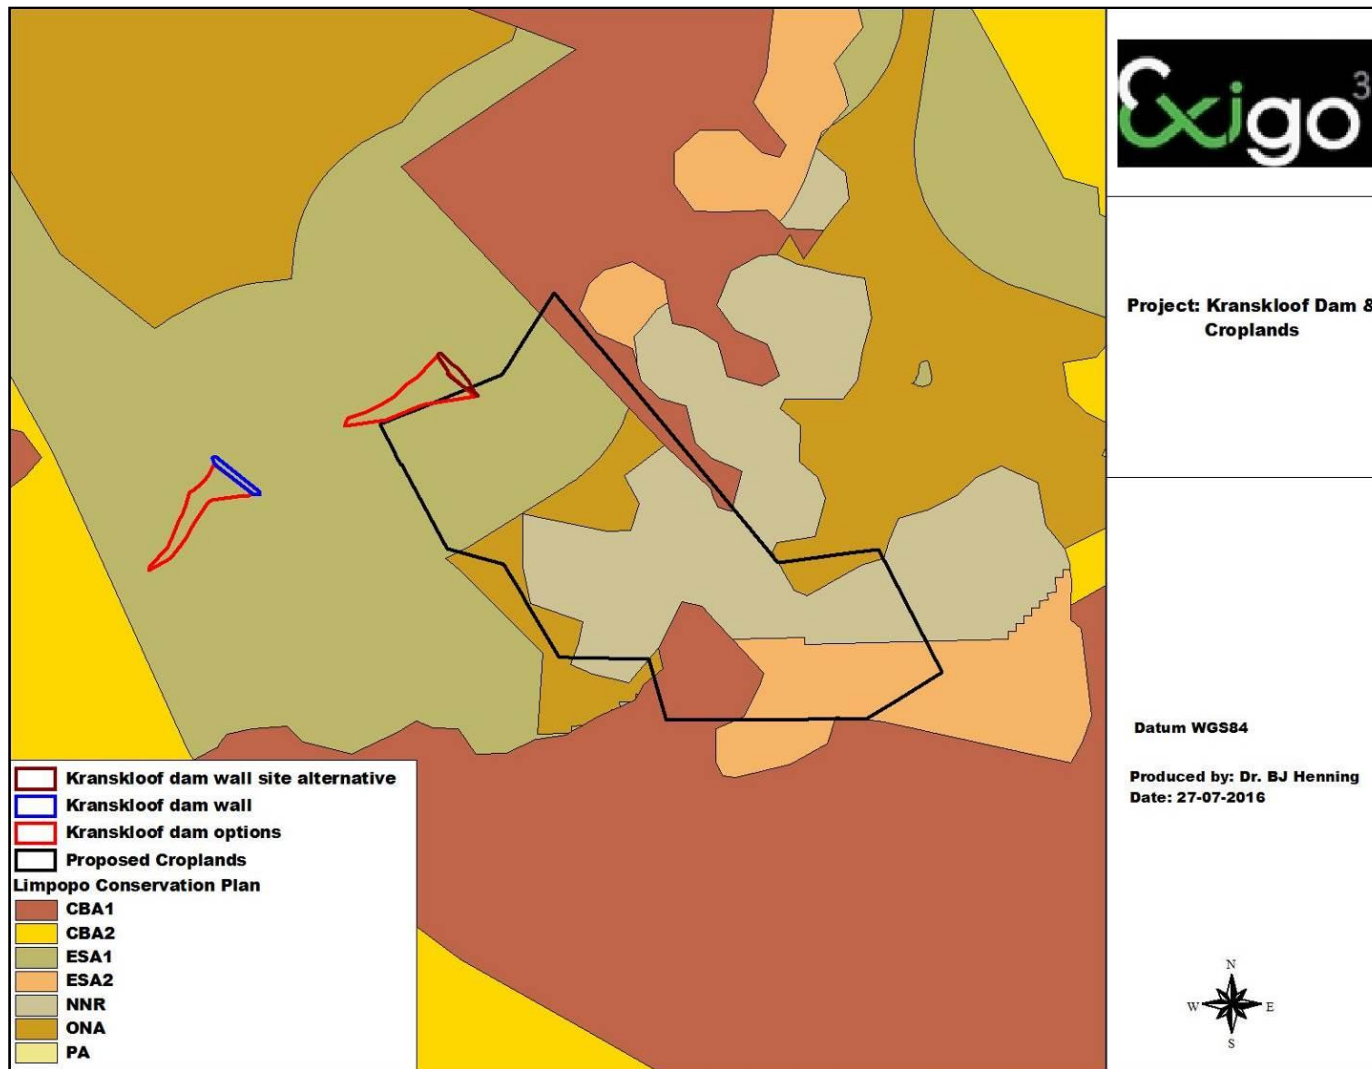 Exigo3
Project: Kranskloof Dam &
Croplands
Datum WGS84
Produced by: Dr. BJ Henning
Date: 27-07-2016
N
W E
S
Kranskloof dam wall site alternative
Kranskloof dam wall
Kranskloof dam options
Proposed Croplands
Limpopo Conservation Plan
CBA1
CBA2
ESA1
ESA2
NNR
ONA
PA